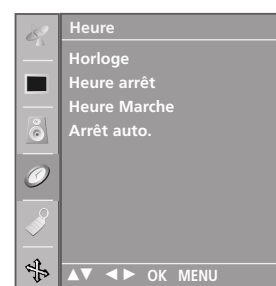 Heure
Horloge
Heure arrêt
Heure Marche
Arrêt auto.
▲▼ ◄► OK MENU